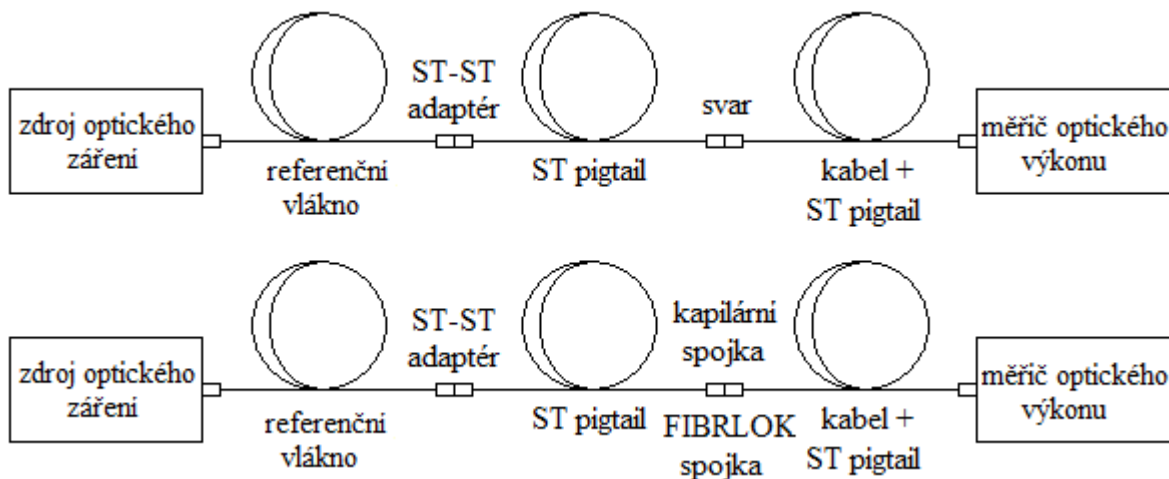 zdroj optického
záření
referenční
vlákno
ST-ST
adaptér
ST pigtail
svar
kabel +
ST pigtail
měřič optického
výkonu
zdroj optického
záření
referenční
vlákno
ST-ST
adaptér
ST pigtail
kapilární
spojka
FIBRLOK
spojka
kabel +
ST pigtail
měřič optického
výkonu